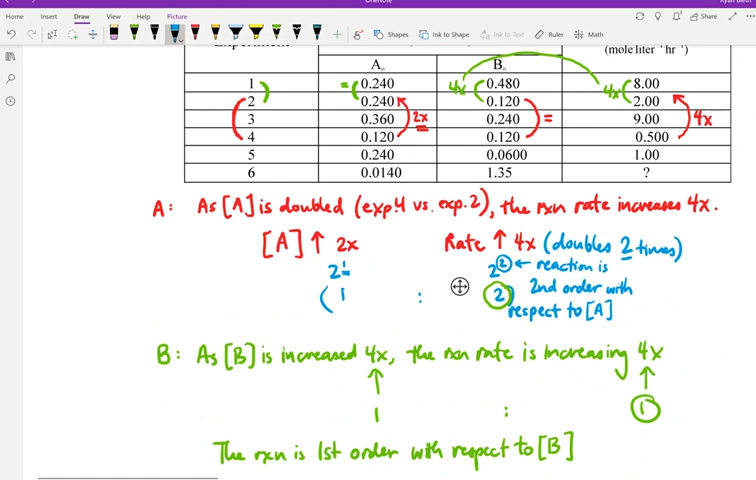 OneNote
Ryan Beeth
Home Insert Draw View Help Picture
Share
Shapes Ink to Shape Ink to Text Ruler Math
Experiment (mole liter⁻ hr⁻)
A₀ B₀
1 = 0.240 4x 0.480 4x 8.00
2 0.240 0.120 2.00
3 0.360 2x 0.240 = 9.00 4x
4 0.120 0.120 0.500
5 0.240 0.0600 1.00
6 0.0140 1.35 ?
A: As [A] is doubled (exp.4 vs. exp.2), the rxn rate increases 4x.
[A] ↑ 2x Rate ↑ 4x (doubles 2 times)
2¹ 2² ← reaction is
( 1 : 2) 2nd order with
respect to [A]
B: As [B] is increased 4x, the rxn rate is increasing 4x
↑ ↑
1 : 1
The rxn is 1st order with respect to [B]